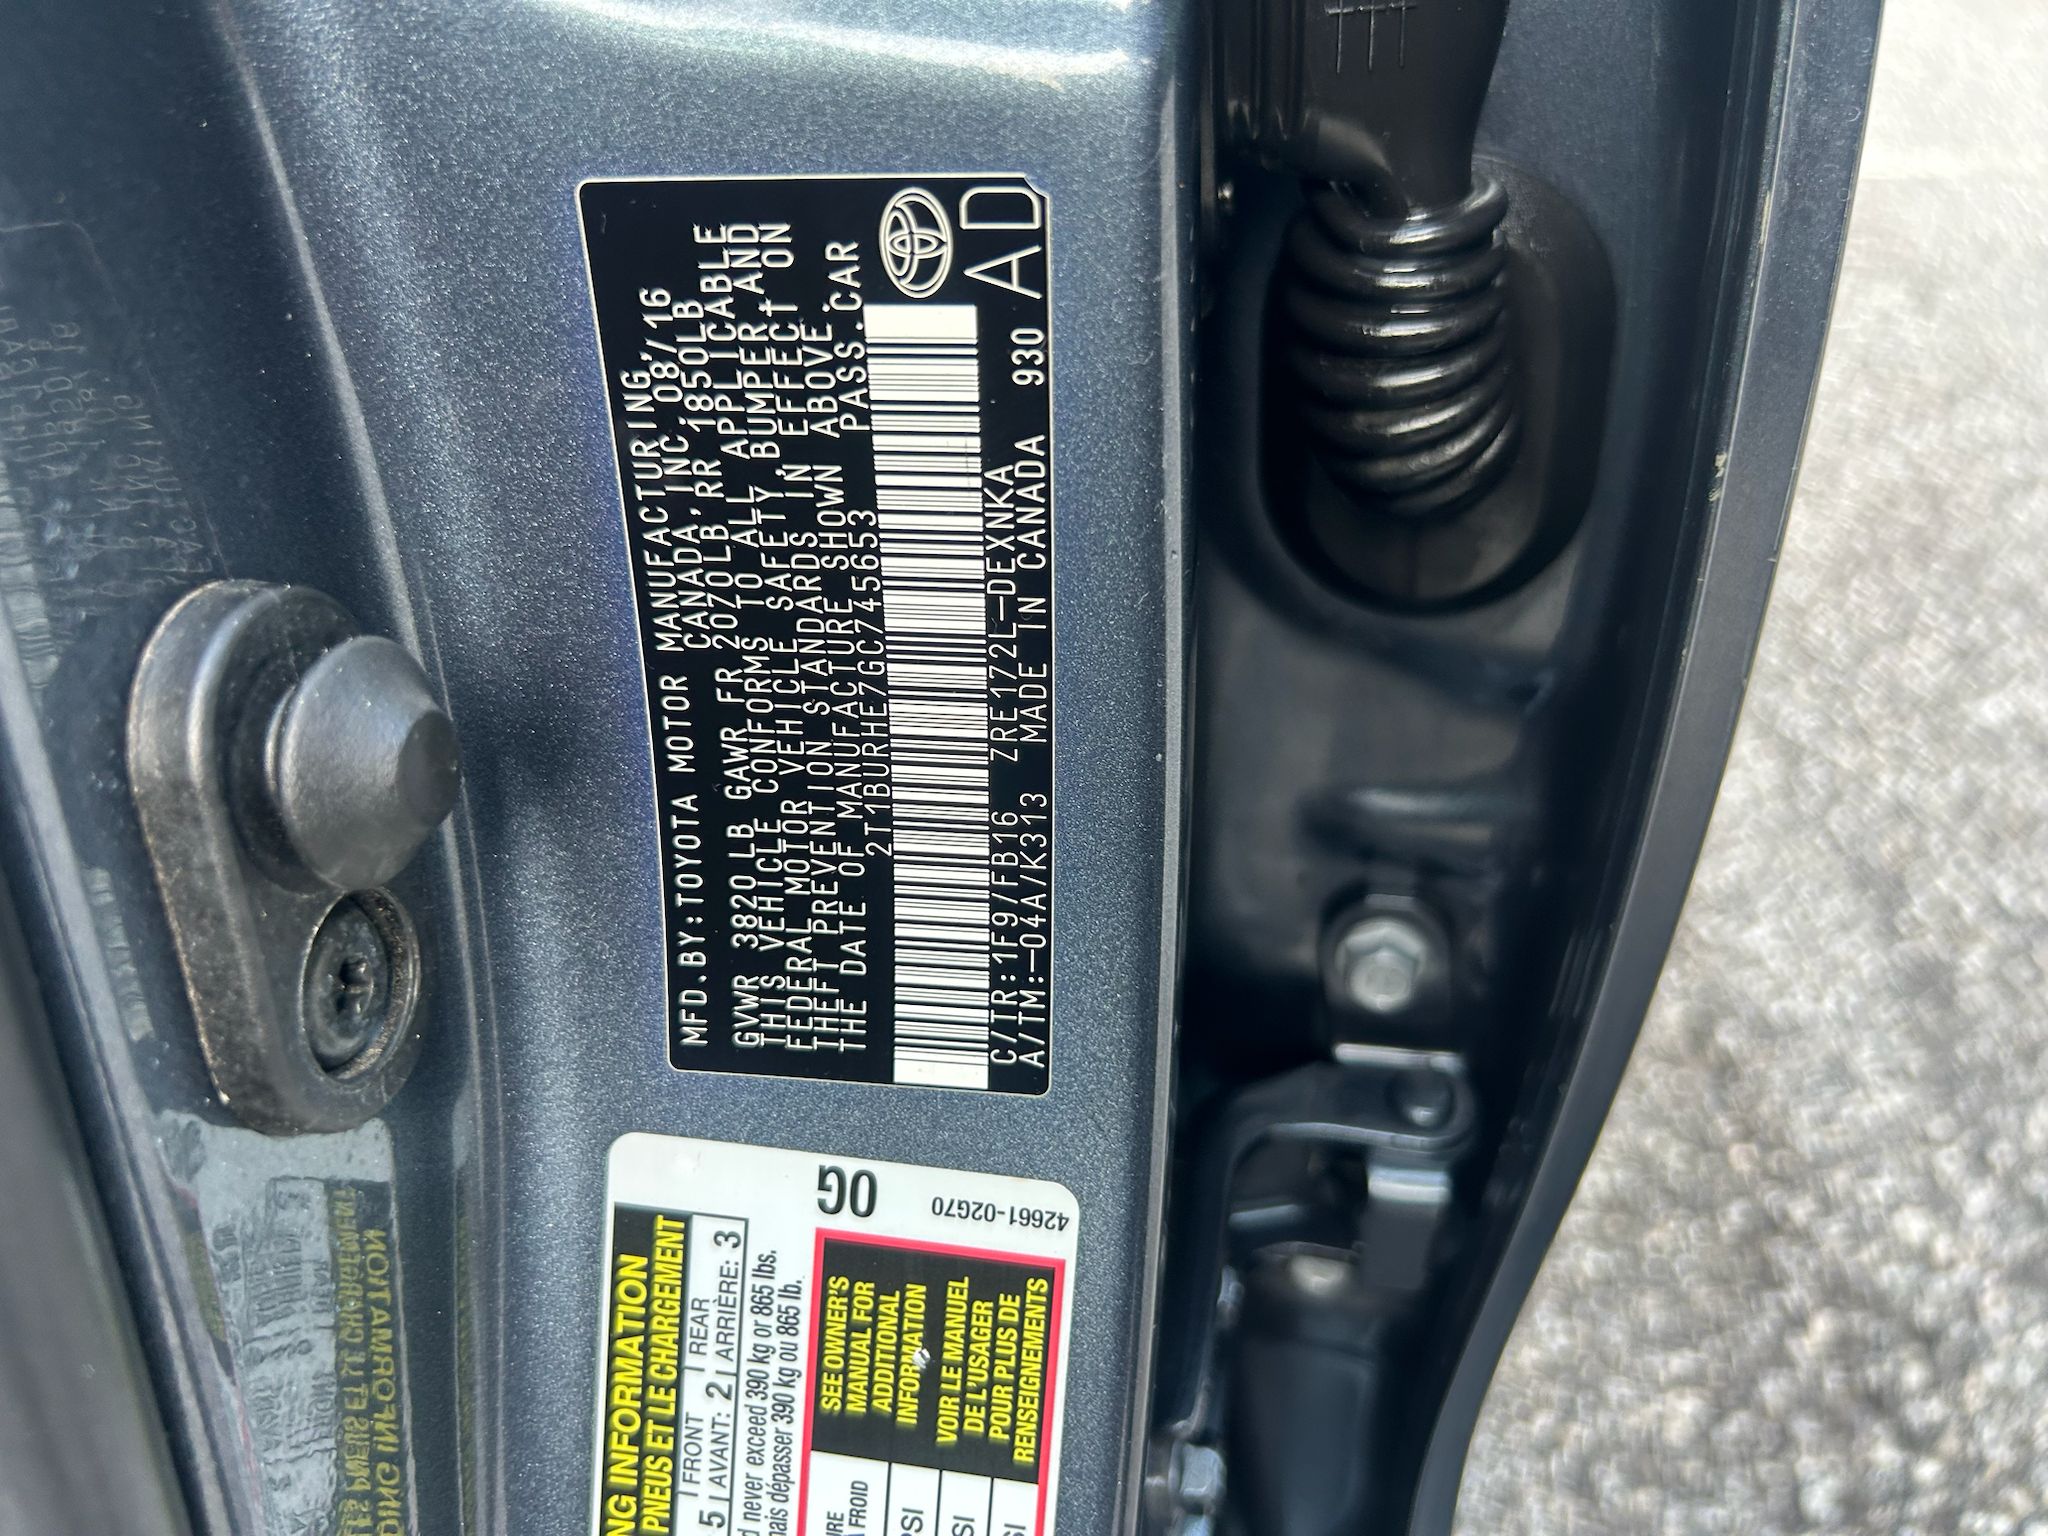 MFD.BY:TOYOTA MOTOR MANUFACTURING,
CANADA, INC. 08/16
GVWR 3820LB GAWR FR 2070LB,RR 1850LB
THIS VEHICLE CONFORMS TO ALL APPLICABLE
FEDERAL MOTOR VEHICLE SAFETY,BUMPER,AND
THEFT PREVENTION STANDARDS IN EFFECT ON
THE DATE OF MANUFACTURE SHOWN ABOVE.
2T1BURHE7GC745653 PASS.CAR
C/TR:1F9/FB16 ZRE172L-DEXNKA
A/TM:-04A/K313 MADE IN CANADA 930
AD
INFORMATION
PNEUS ET LE CHARGEMENT
5 FRONT REAR
AVANT: 2 ARRIÈRE: 3
never exceed 390 kg or 865 lbs.
dépasser 390 kg ou 865 lb.
0G
42661-02G70
FROID
SEE OWNER'S
MANUAL FOR
ADDITIONAL
INFORMATION
VOIR LE MANUEL
DE L'USAGER
POUR PLUS DE
RENSEIGNEMENTS